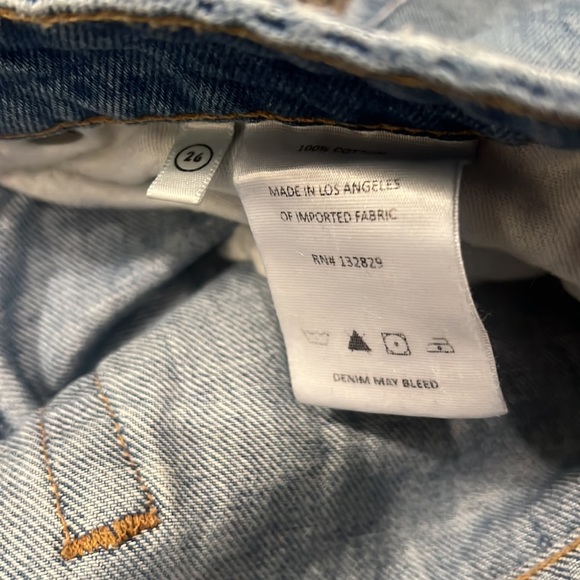 26
100% COTTON
MADE IN LOS ANGELES
OF IMPORTED FABRIC
RN# 132829
DENIM MAY BLEED